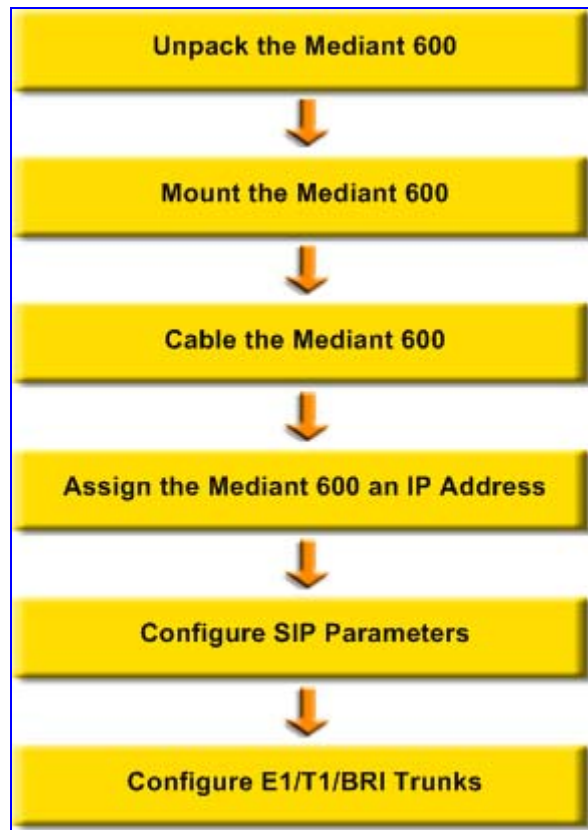 Unpack the Mediant 600
Mount the Mediant 600
Cable the Mediant 600
Assign the Mediant 600 an IP Address
Configure SIP Parameters
Configure E1/T1/BRI Trunks